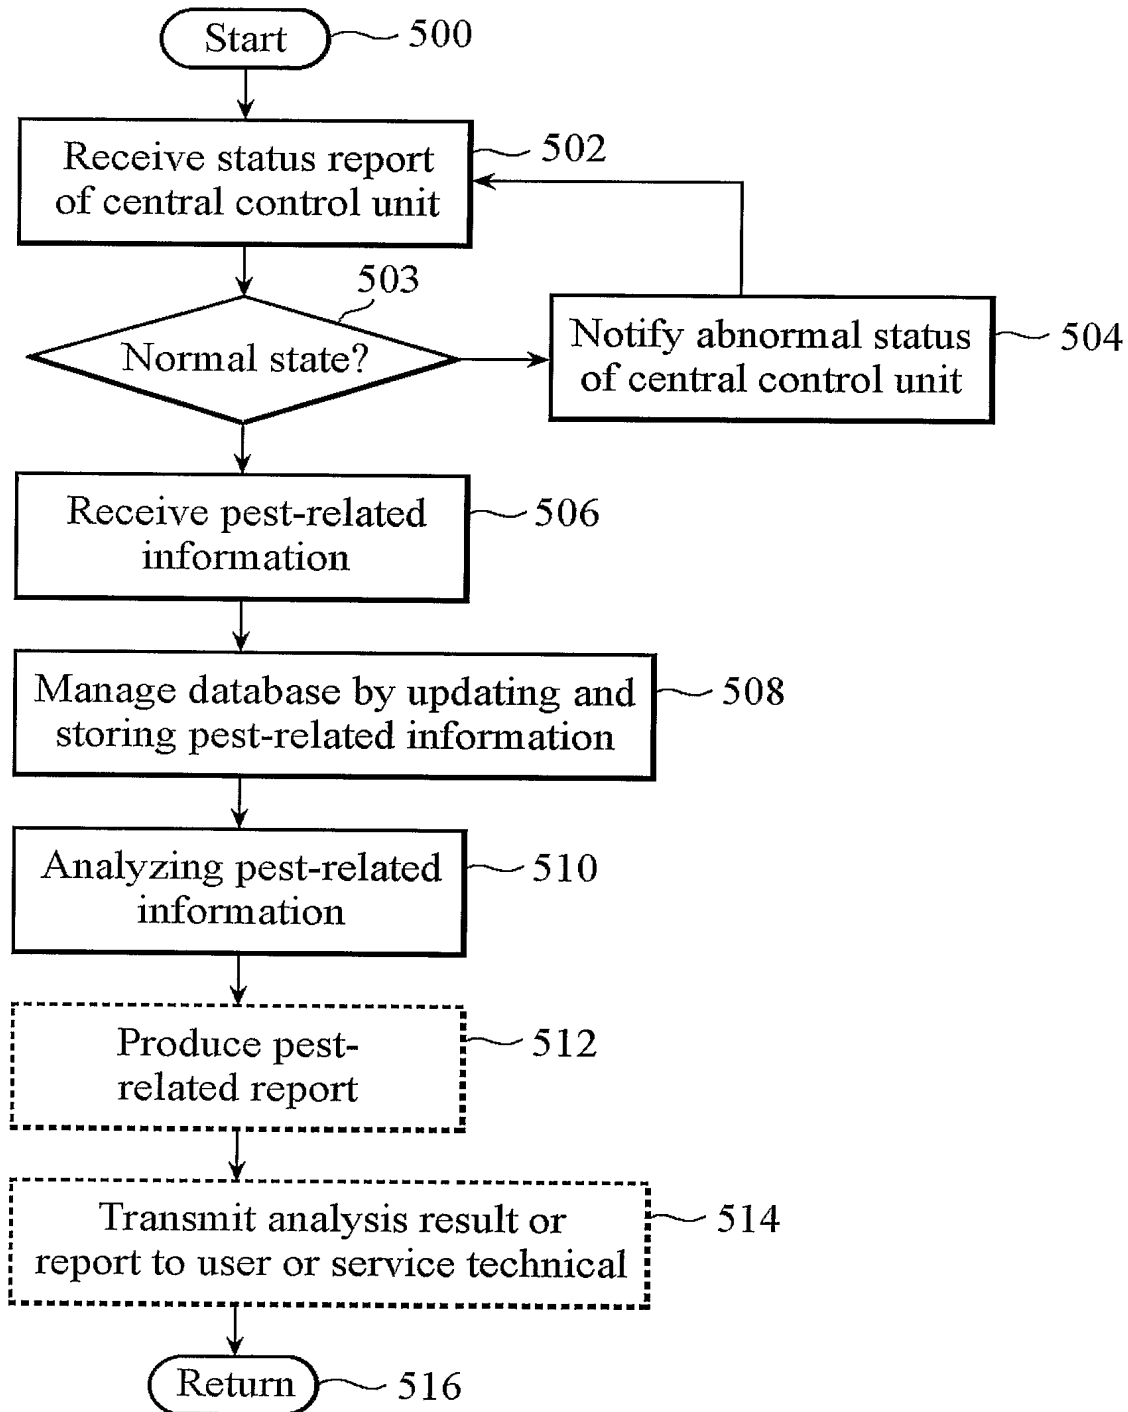 Start
500
Receive status report
of central control unit
502
503
Normal state?
Notify abnormal status
of central control unit
504
Receive pest-related
information
506
Manage database by updating and
storing pest-related information
508
Analyzing pest-related
information
510
Produce pest-
related report
512
Transmit analysis result or
report to user or service technical
514
Return
516